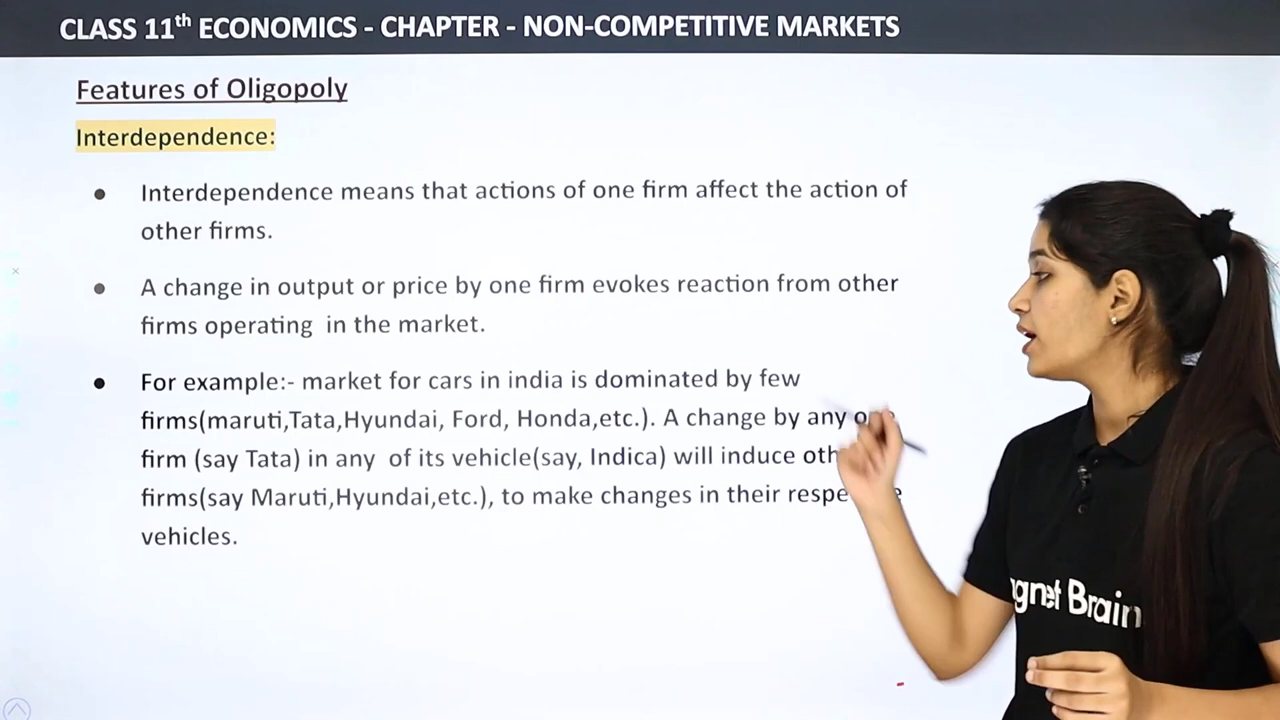 CLASS 11th ECONOMICS - CHAPTER - NON-COMPETITIVE MARKETS
Features of Oligopoly
Interdependence:
● Interdependence means that actions of one firm affect the action of
other firms.
● A change in output or price by one firm evokes reaction from other
firms operating in the market.
● For example:- market for cars in india is dominated by few
firms(maruti,Tata,Hyundai, Ford, Honda,etc.). A change by any one
firm (say Tata) in any of its vehicle(say, Indica) will induce oth
firms(say Maruti,Hyundai,etc.), to make changes in their respe
vehicles.
gnet Brain